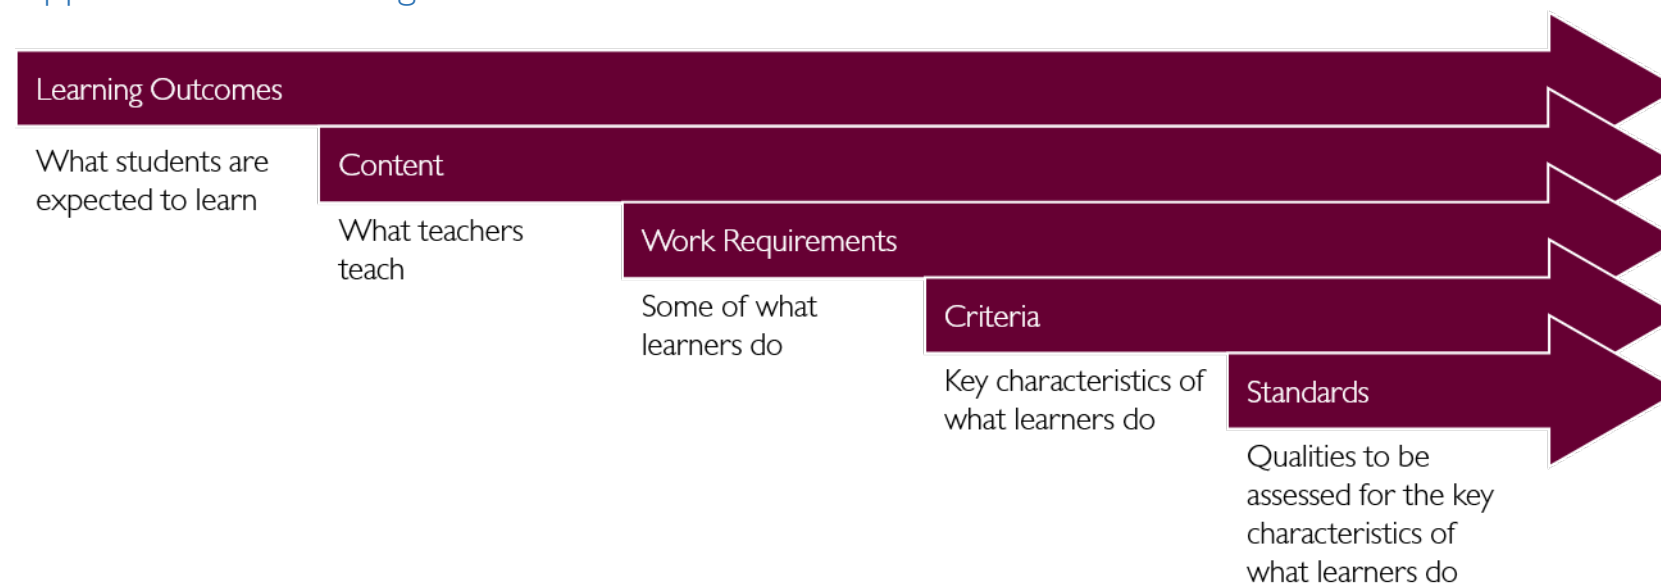 Learning Outcomes
What students are
expected to learn
Content
What teachers
teach
Work Requirements
Some of what
learners do
Criteria
Key characteristics of
what learners do
Standards
Qualities to be
assessed for the key
characteristics of
what learners do